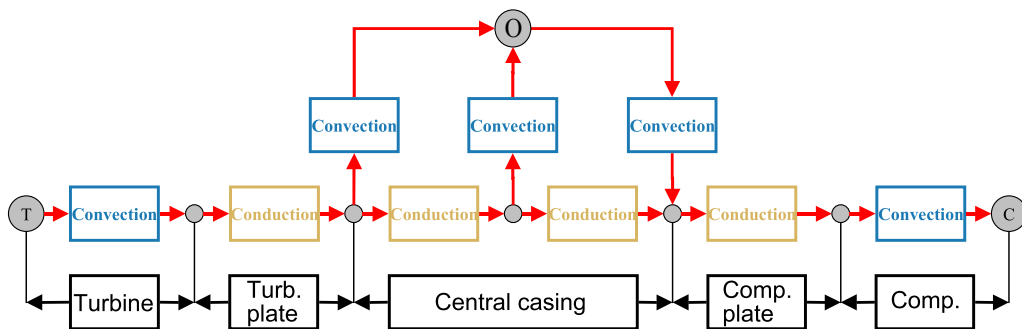 O
Convection
Convection
Convection
T
Convection
Conduction
Conduction
Conduction
Conduction
Convection
C
Turbine
Turb.
plate
Central casing
Comp.
plate
Comp.